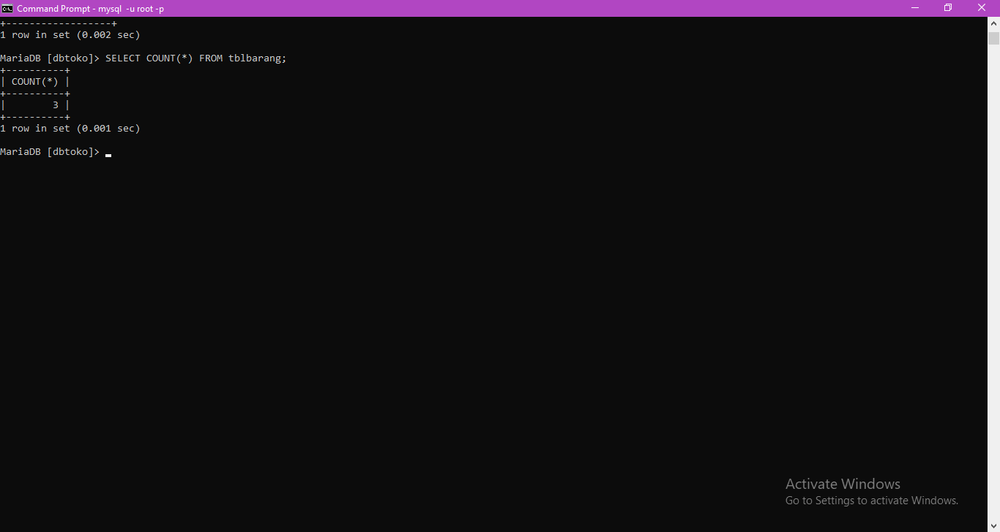 Command Prompt - mysql  -u root -p
+------------------+
1 row in set (0.002 sec)
MariaDB [dbtoko]> SELECT COUNT(*) FROM tblbarang;
+----------+
| COUNT(*) |
+----------+
|        3 |
+----------+
1 row in set (0.001 sec)
MariaDB [dbtoko]>
Activate Windows
Go to Settings to activate Windows.